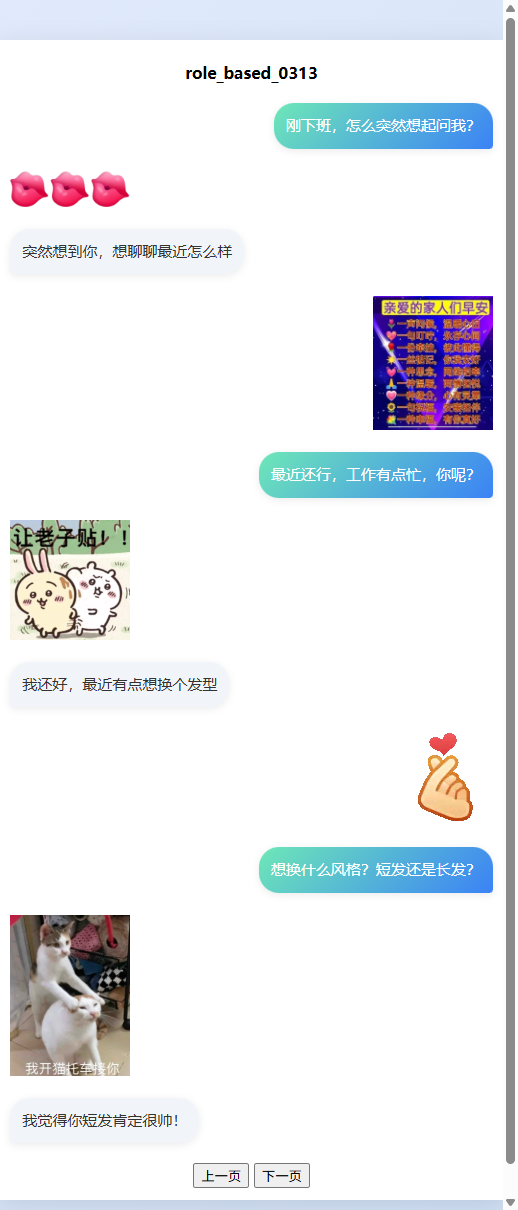 role_based_0313
刚下班，怎么突然想起问我？
突然想到你，想聊聊最近怎么样
亲爱的家人们早安
最近还行，工作有点忙，你呢？
让老子贴！！
我还好，最近有点想换个发型
想换什么风格？短发还是长发？
我开猫托车接你
我觉得你短发肯定很帅！
上一页 下一页